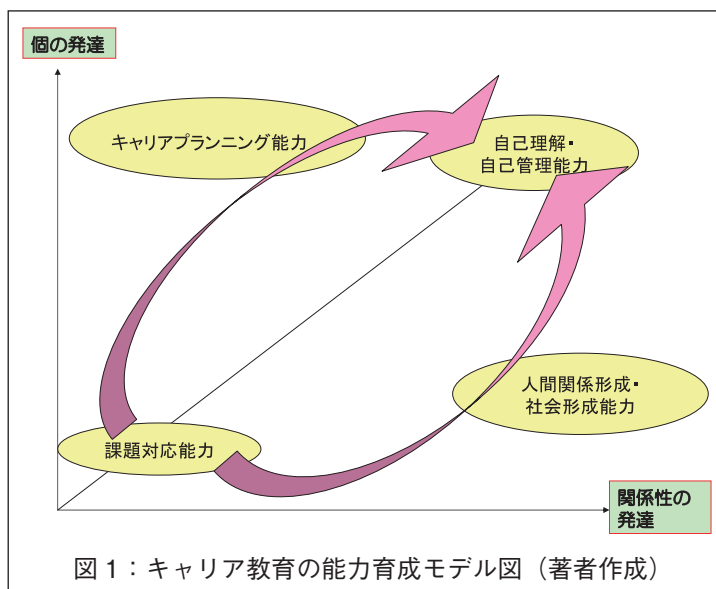 個の発達
キャリアプランニング能力
自己理解・
自己管理能力
人間関係形成・
社会形成能力
課題対応能力
関係性の
発達
図1：キャリア教育の能力育成モデル図（著者作成）